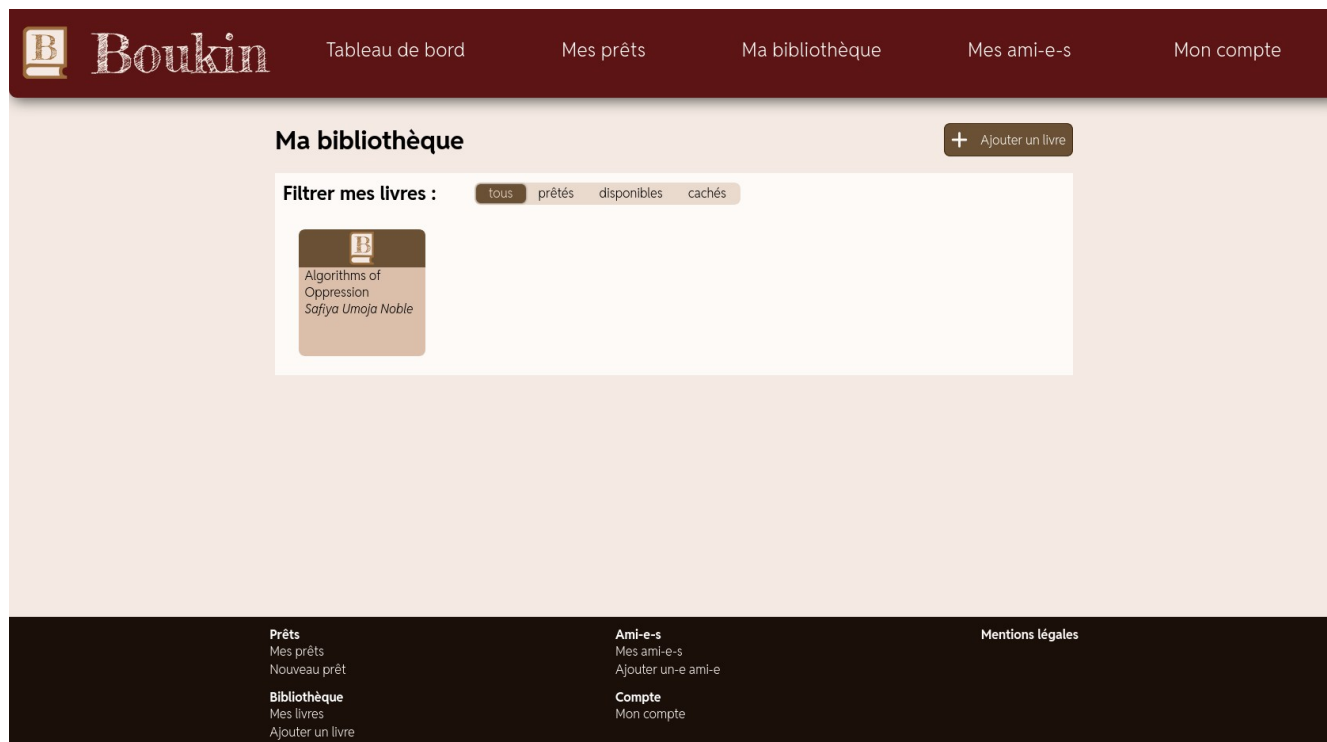 B Boukin Tableau de bord Mes prêts Ma bibliothèque Mes ami-e-s Mon compte
Ma bibliothèque
+ Ajouter un livre
Filtrer mes livres : tous prêtés disponibles cachés
B
Algorithms of
Oppression
Safiya Umoja Noble
Prêts
Mes prêts
Nouveau prêt
Bibliothèque
Mes livres
Ajouter un livre
Ami-e-s
Mes ami-e-s
Ajouter un-e ami-e
Compte
Mon compte
Mentions légales